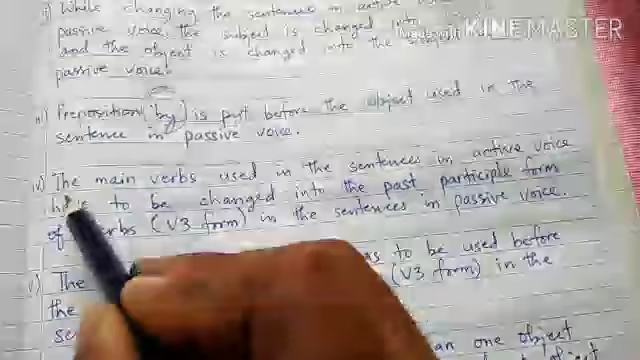 ii) While changing the sentences in active
passive voice, the subject is changed into
and the object is changed into the
passive voice.
KINEMASTER
iii) Preposition ('by') is put before the object used in the
sentence in passive voice.
iv) The main verbs used in the sentences in active voice
to be changed into the past participle form
of verbs (V3 form) in the sentences in passive voice.
v) The to be used before
the (V3 form) in the
one object
object